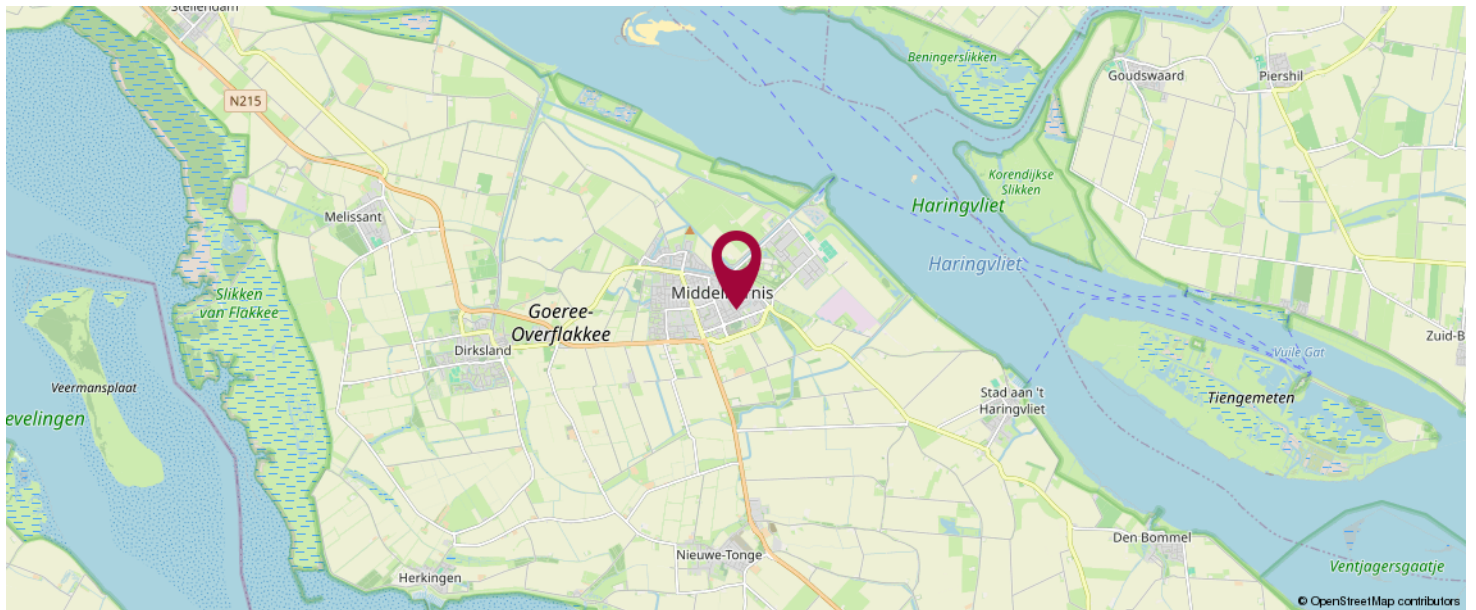 Stellendam
Beningerslikken
Goudswaard
Piershil
N215
Korendijkse
Slikken
Melissant
Haringvliet
Haringvliet
Slikken
van Flakkee
Goeree-
Overflakkee
Dirksland
Vuile Gat
Veermansplaat
Tiengemeten
evelingen
Stad aan 't
Haringvliet
Den Bommel
Nieuwe-Tonge
Herkingen
Ventjagersgaatje
© OpenStreetMap contributors